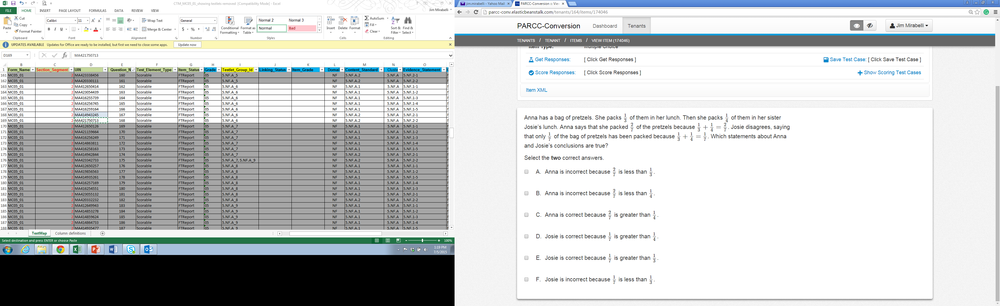 CTM_MC05_01_showing testlets removed [Compatibility Mode] - Excel
FILE HOME INSERT PAGE LAYOUT FORMULAS DATA REVIEW VIEW Jim Mirabelli
Paste Cut Copy Format Painter Clipboard
Calibri 11 B I U Font
Wrap Text Merge & Center Alignment
General $ % , Number
Conditional Formatting Format as Table Normal 2 Normal 3 Normal Bad Styles
Insert Delete Format Cells
AutoSum Fill Clear Sort & Filter Find & Select Editing
UPDATES AVAILABLE Updates for Office are ready to be installed, but first we need to close some apps. Update now
D169 fx MA421750713
B C D E F G H I J K L M N O
1 Form_Name Section_Segment UIN Question_N Test_Element_Type Item_Status Grade Testlet_Group_Id Linking_Status Item_Grade Domai Content_Standard Cluste Evidence_Statement
161 MC05_01 2 MA423338456 160 Scorable FTReport 05 5.NF.A_5 NF 5.NF.A.2 5.NF.A 5.NF.2-1
162 MC05_01 2 MA420330111 161 Scorable FTReport 05 5.NF.A_5 NF 5.NF.A.2 5.NF.A 5.NF.2-2
163 MC05_01 2 MA412650414 162 Scorable FTReport 05 5.NF.A_6 NF 5.NF.A.1 5.NF.A 5.NF.1-1
164 MC05_01 2 MA423054439 163 Scorable FTReport 05 5.NF.A_6 NF 5.NF.A.1 5.NF.A 5.NF.1-2
165 MC05_01 2 MA416255739 164 Scorable FTReport 05 5.NF.A_6 NF 5.NF.A.1 5.NF.A 5.NF.1-3
166 MC05_01 2 MA416256745 165 Scorable FTReport 05 5.NF.A_6 NF 5.NF.A.1 5.NF.A 5.NF.1-4
167 MC05_01 2 MA416259164 166 Scorable FTReport 05 5.NF.A_6 NF 5.NF.A.1 5.NF.A 5.NF.1-5
168 MC05_01 2 MA414943245 167 Scorable FTReport 05 5.NF.A_6 NF 5.NF.A.2 5.NF.A 5.NF.2-1
169 MC05_01 2 MA421750713 168 Scorable FTReport 05 5.NF.A_6 NF 5.NF.A.2 5.NF.A 5.NF.2-2
170 MC05_01 2 MA412650126 169 Scorable FTReport 05 5.NF.A_7 NF 5.NF.A.1 5.NF.A 5.NF.1-1
171 MC05_01 2 MA421159664 170 Scorable FTReport 05 5.NF.A_7 NF 5.NF.A.1 5.NF.A 5.NF.1-2
172 MC05_01 2 MA416256249 171 Scorable FTReport 05 5.NF.A_7 NF 5.NF.A.1 5.NF.A 5.NF.1-3
173 MC05_01 2 MA414863811 172 Scorable FTReport 05 5.NF.A_7 NF 5.NF.A.1 5.NF.A 5.NF.1-4
174 MC05_01 2 MA416258163 173 Scorable FTReport 05 5.NF.A_7 NF 5.NF.A.1 5.NF.A 5.NF.1-5
175 MC05_01 2 MA414942844 174 Scorable FTReport 05 5.NF.A_7 NF 5.NF.A.2 5.NF.A 5.NF.2-1
176 MC05_01 2 MA423342733 175 Scorable FTReport 05 5.NF.A_7, 5.NF.A_9 NF 5.NF.A.2 5.NF.A 5.NF.2-2
177 MC05_01 2 MA412650257 176 Scorable FTReport 05 5.NF.A_8 NF 5.NF.A.1 5.NF.A 5.NF.1-1
178 MC05_01 2 MA419856563 177 Scorable FTReport 05 5.NF.A_8 NF 5.NF.A.1 5.NF.A 5.NF.1-2
179 MC05_01 2 MA414935261 178 Scorable FTReport 05 5.NF.A_8 NF 5.NF.A.1 5.NF.A 5.NF.1-5
180 MC05_01 2 MA416257169 179 Scorable FTReport 05 5.NF.A_8 NF 5.NF.A.1 5.NF.A 5.NF.1-4
181 MC05_01 2 MA416254551 180 Scorable FTReport 05 5.NF.A_8 NF 5.NF.A.1 5.NF.A 5.NF.1-3
182 MC05_01 2 MA423055132 181 Scorable FTReport 05 5.NF.A_8 NF 5.NF.A.2 5.NF.A 5.NF.2-1
183 MC05_01 2 MA420332232 182 Scorable FTReport 05 5.NF.A_8 NF 5.NF.A.2 5.NF.A 5.NF.2-2
184 MC05_01 2 MA412649943 183 Scorable FTReport 05 5.NF.A_9 NF 5.NF.A.1 5.NF.A 5.NF.1-1
185 MC05_01 2 MA414853278 184 Scorable FTReport 05 5.NF.A_9 NF 5.NF.A.1 5.NF.A 5.NF.1-2
186 MC05_01 2 MA414859624 185 Scorable FTReport 05 5.NF.A_9 NF 5.NF.A.1 5.NF.A 5.NF.1-3
187 MC05_01 2 MA414864733 186 Scorable FTReport 05 5.NF.A_9 NF 5.NF.A.1 5.NF.A 5.NF.1-4
188 MC05_01 2 MA414935477 187 Scorable FTReport 05 5.NF.A_9 NF 5.NF.A.1 5.NF.A 5.NF.1-5
TestMap Column definitions
Select destination and press ENTER or choose Paste 100%
1:19 PM
7/5/2015
jim.mirabelli - Yahoo Mail PARCC-Conversion ::: View
parcc-conv.elasticbeanstalk.com/tenants/164/items/174046
PARCC-Conversion Dashboard Tenants Jim Mirabelli
TENANTS / TENANT / ITEMS / VIEW ITEM (174046)
Item Type: Multiple Choice
Get Responses: [ Click Get Responses ] Save Test Case: [ Click Save Test Case ]
Score Responses: [ Click Score Responses ] Show Scoring Test Cases
Item XML
Anna has a bag of pretzels. She packs 1/3 of them in her lunch. Then she packs 1/4 of them in her sister
Josie's lunch. Anna says that she packed 2/7 of the pretzels because 1/3 + 1/4 = 2/7. Josie disagrees, saying
that only 1/7 of the bag of pretzels has been packed because 1/3 + 1/4 = 1/7. Which statements about Anna
and Josie's conclusions are true?
Select the two correct answers.
A. Anna is incorrect because 2/7 is less than 1/3.
B. Anna is incorrect because 2/7 is less than 1/4.
C. Anna is correct because 2/7 is greater than 1/4.
D. Josie is correct because 1/7 is greater than 1/4.
E. Josie is correct because 1/7 is greater than 1/3.
F. Josie is incorrect because 1/7 is less than 1/3.